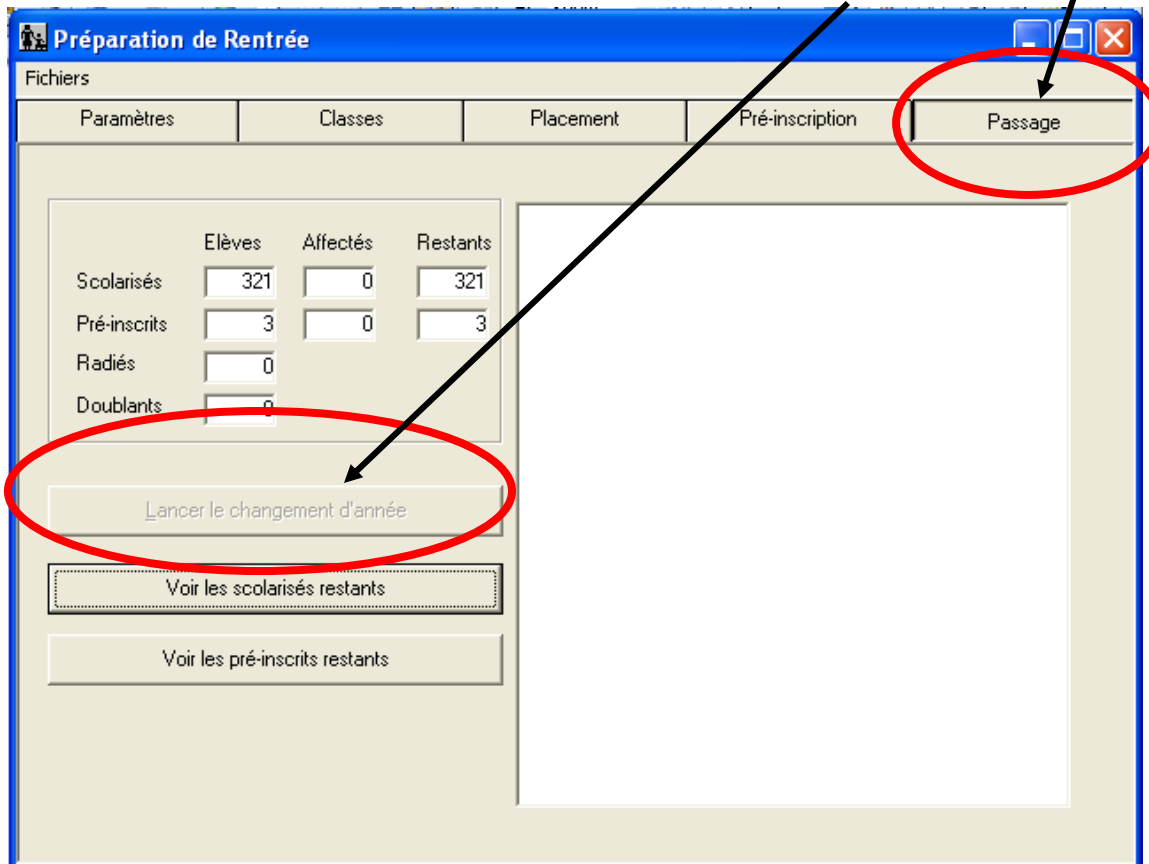 Préparation de Rentrée
Fichiers
Paramètres Classes Placement Pré-inscription Passage
Elèves Affectés Restants
Scolarisés 321 0 321
Pré-inscrits 3 0 3
Radiés 0
Doublants 0
Lancer le changement d'année
Voir les scolarisés restants
Voir les pré-inscrits restants